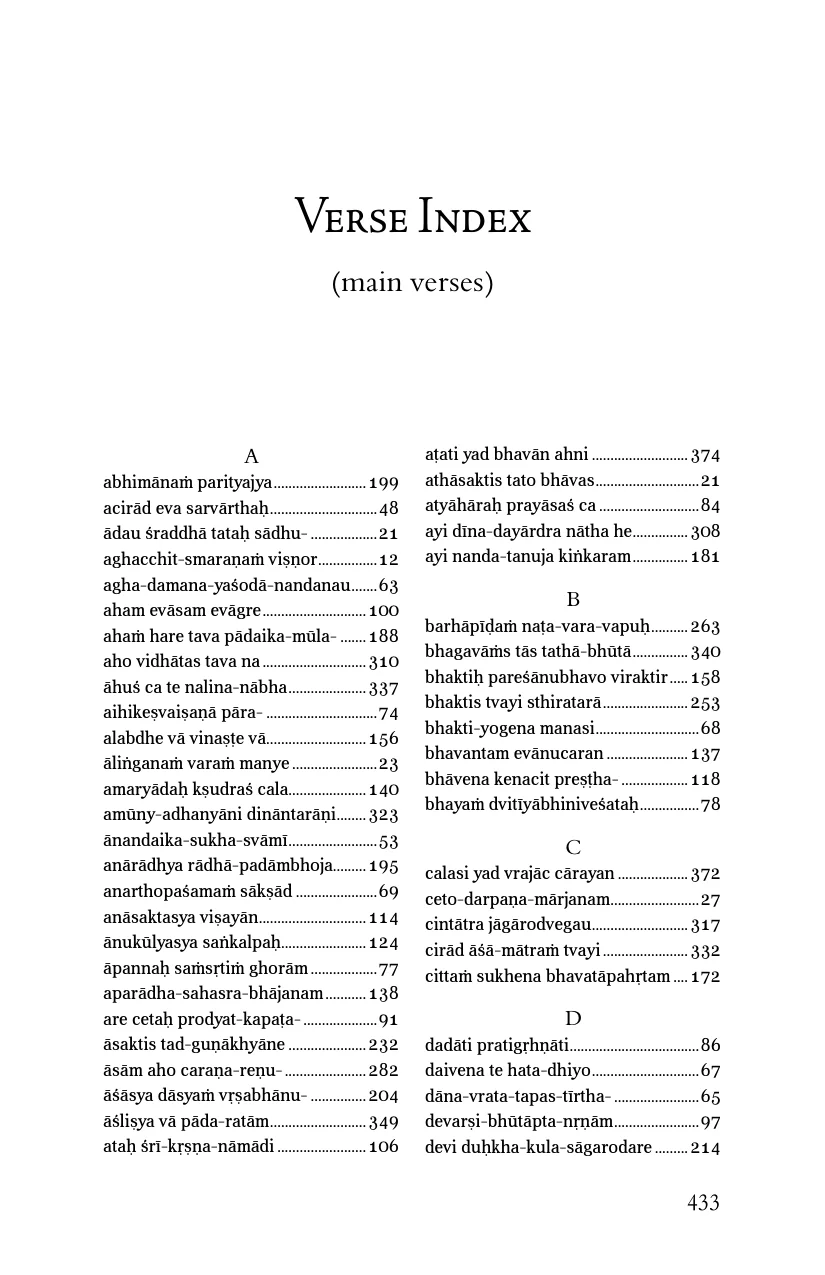 Verse Index
(main verses)
A
abhimānaṁ parityajya........................199
acirād eva sarvārthaḥ............................48
ādau śraddhā tataḥ sādhu- .................21
aghacchit-smaraṇaṁ viṣṇor...............12
agha-damana-yaśodā-nandanau.......63
aham evāsam evāgre...........................100
ahaṁ hare tava pādaika-mūla- .......188
aho vidhātas tava na...........................310
āhuś ca te nalina-nābha.....................337
aihikeṣvaiṣaṇā pāra- .............................74
alabdhe vā vinaṣṭe vā..........................156
āliṅganaṁ varaṁ manye ......................23
amaryādaḥ kṣudraś cala....................140
amūny-adhanyāni dināntarāṇi........323
ānandaika-sukha-svāmī.......................53
anārādhya rādhā-padāmbhoja.........195
anarthopaśamaṁ sākṣād .....................69
anāsaktasya viṣayān............................114
ānukūlyasya saṅkalpaḥ......................124
āpannaḥ saṁsṛtiṁ ghorām .................77
aparādha-sahasra-bhājanam...........138
are cetaḥ prodyat-kapaṭa- ...................91
āsaktis tad-guṇākhyāne ....................232
āsām aho caraṇa-reṇu- .....................282
āśāsya dāsyaṁ vṛṣabhānu- ..............204
āśliṣya vā pāda-ratām.........................349
ataḥ śrī-kṛṣṇa-nāmādi .......................106
aṭati yad bhavān ahni .........................374
athāsaktis tato bhāvas...........................21
atyāhāraḥ prayāsaś ca ..........................84
ayi dīna-dayārdra nātha he..............308
ayi nanda-tanuja kiṅkaram..............181
B
barhāpīḍaṁ naṭa-vara-vapuḥ.........263
bhagavāṁs tās tathā-bhūtā..............340
bhaktiḥ pareśānubhavo viraktir.....158
bhaktis tvayi sthiratarā......................253
bhakti-yogena manasi...........................68
bhavantam evānucaran .....................137
bhāvena kenacit preṣṭha- ..................118
bhayaṁ dvitīyābhiniveśataḥ...............78
C
calasi yad vrajāc cārayan ..................372
ceto-darpaṇa-mārjanam.......................27
cintātra jāgārodvegau.........................317
cirād āśā-mātraṁ tvayi ......................332
cittaṁ sukhena bhavatāpahṛtam ....172
D
dadāti pratigṛhṇāti..................................86
daivena te hata-dhiyo............................67
dāna-vrata-tapas-tīrtha- ......................65
devarṣi-bhūtāpta-nṛṇām......................97
devi duḥkha-kula-sāgarodare .........214
433